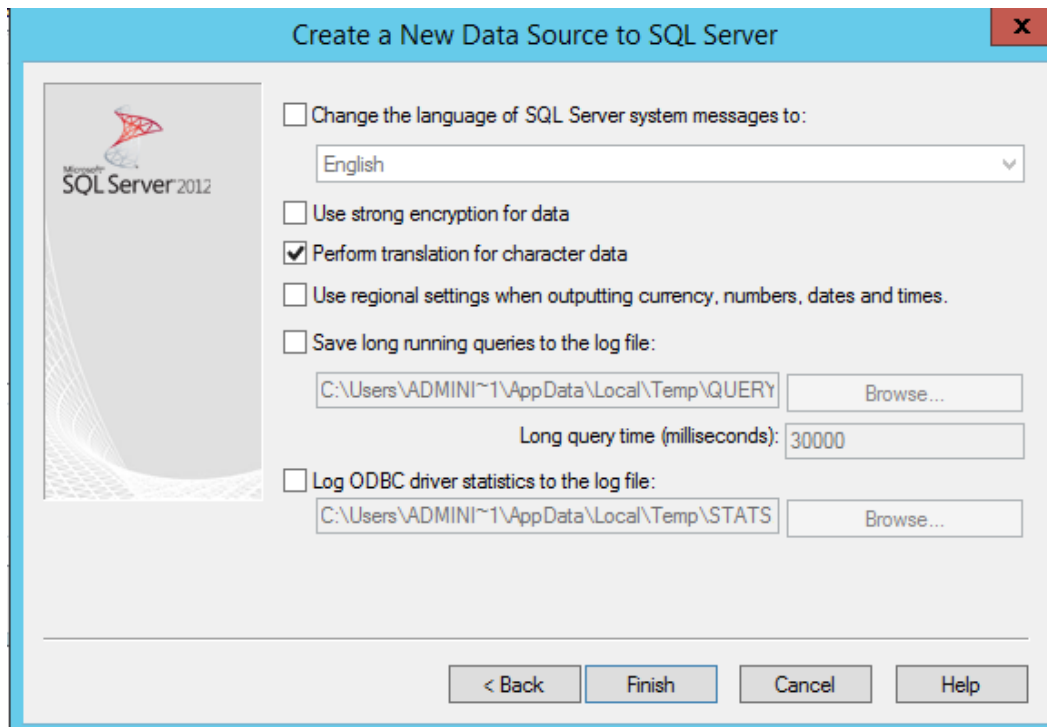 Create a New Data Source to SQL Server
X
Microsoft
SQL Server 2012
Change the language of SQL Server system messages to:
English
Use strong encryption for data
Perform translation for character data
Use regional settings when outputting currency, numbers, dates and times.
Save long running queries to the log file:
C:\Users\ADMINI~1\AppData\Local\Temp\QUERY
Browse...
Long query time (milliseconds):
30000
Log ODBC driver statistics to the log file:
C:\Users\ADMINI~1\AppData\Local\Temp\STATS
Browse...
< Back
Finish
Cancel
Help